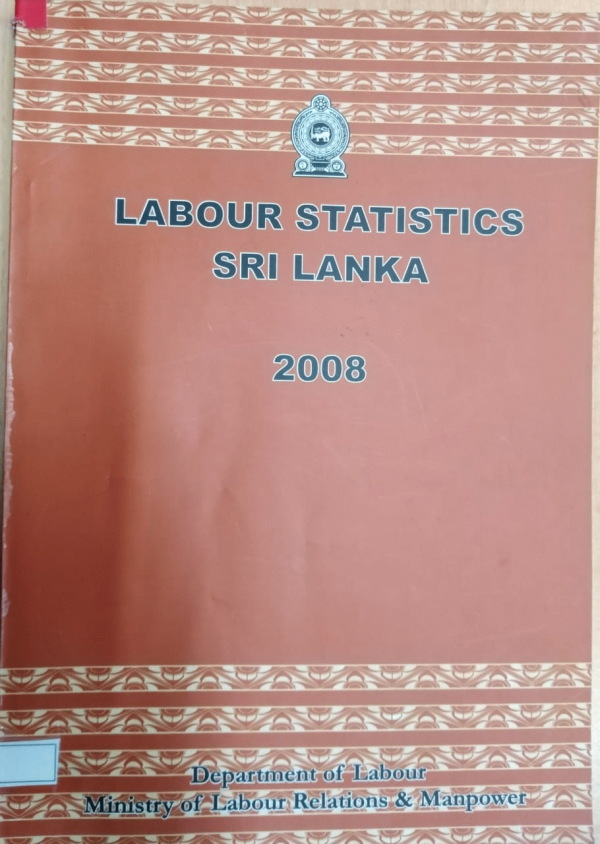 LABOUR STATISTICS
SRI LANKA
2008
Department of Labour
Ministry of Labour Relations & Manpower